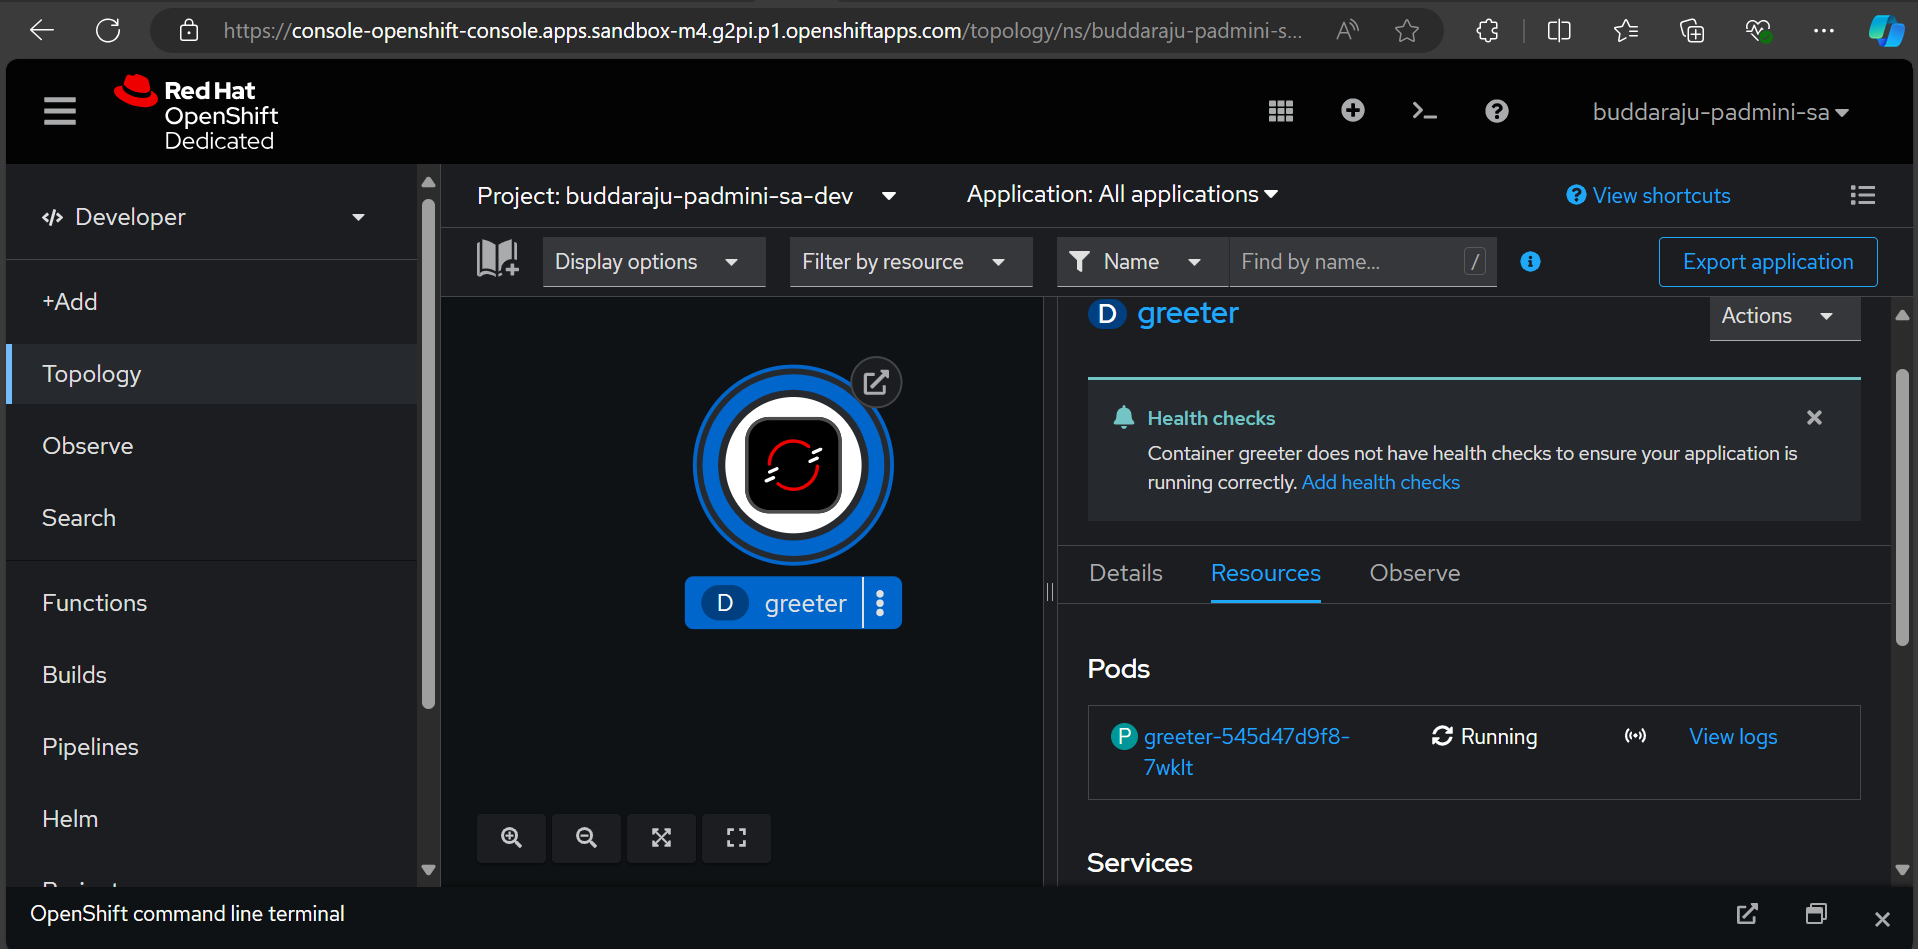 https://console-openshift-console.apps.sandbox-m4.g2pi.p1.openshiftapps.com/topology/ns/buddaraju-padmini-s...
Red Hat
OpenShift
Dedicated
buddaraju-padmini-sa
Developer
Project: buddaraju-padmini-sa-dev
Application: All applications
View shortcuts
Display options
Filter by resource
Name
Find by name...
/
Export application
+Add
Topology
Observe
Search
Functions
Builds
Pipelines
Helm
D greeter
D greeter
Actions
Health checks
Container greeter does not have health checks to ensure your application is
running correctly. Add health checks
Details
Resources
Observe
Pods
P greeter-545d47d9f8-
7wklt
Running
View logs
Services
OpenShift command line terminal